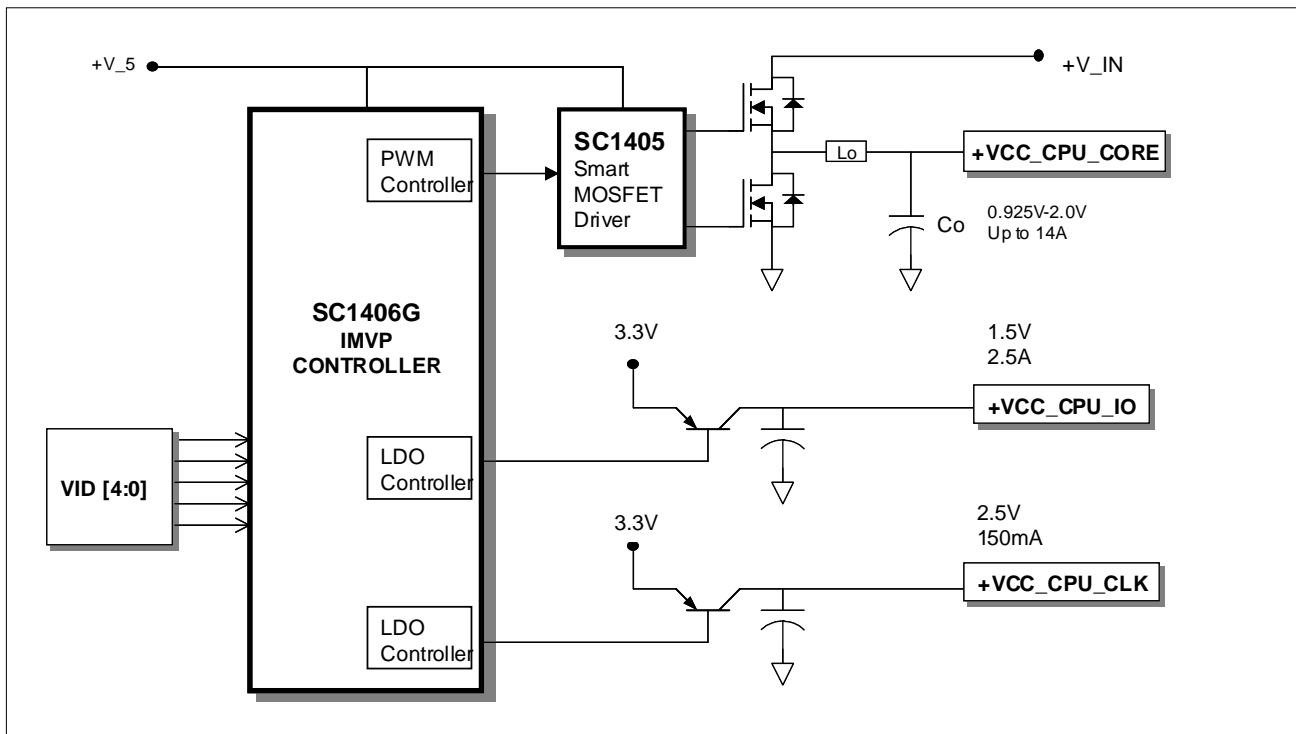 +V_5
+V_IN
PWM
Controller
SC1405
Smart
MOSFET
Driver
Lo
+VCC_CPU_CORE
Co
0.925V-2.0V
Up to 14A
SC1406G
IMVP
CONTROLLER
3.3V
1.5V
2.5A
+VCC_CPU_IO
VID [4:0]
LDO
Controller
3.3V
2.5V
150mA
+VCC_CPU_CLK
LDO
Controller